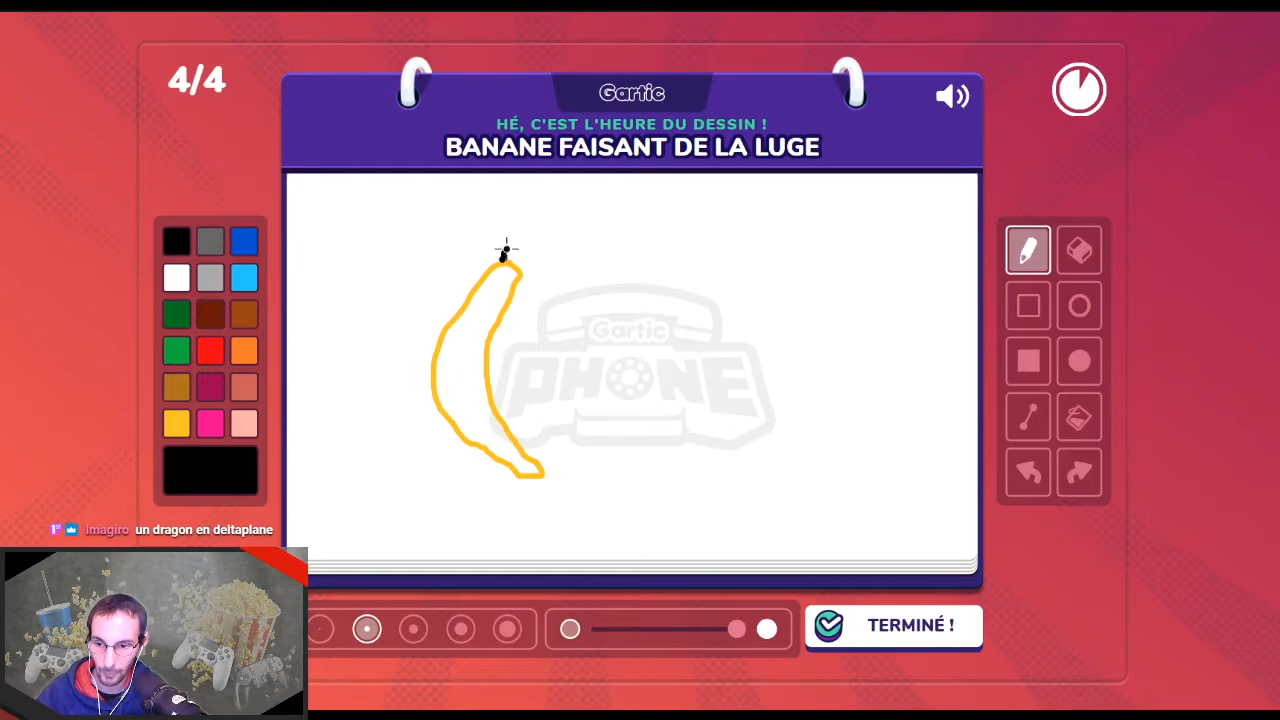 4/4
Gartic
HÉ, C'EST L'HEURE DU DESSIN !
BANANE FAISANT DE LA LUGE
Gartic
PHONE
1st Imagiro un dragon en deltaplane
TERMINÉ !